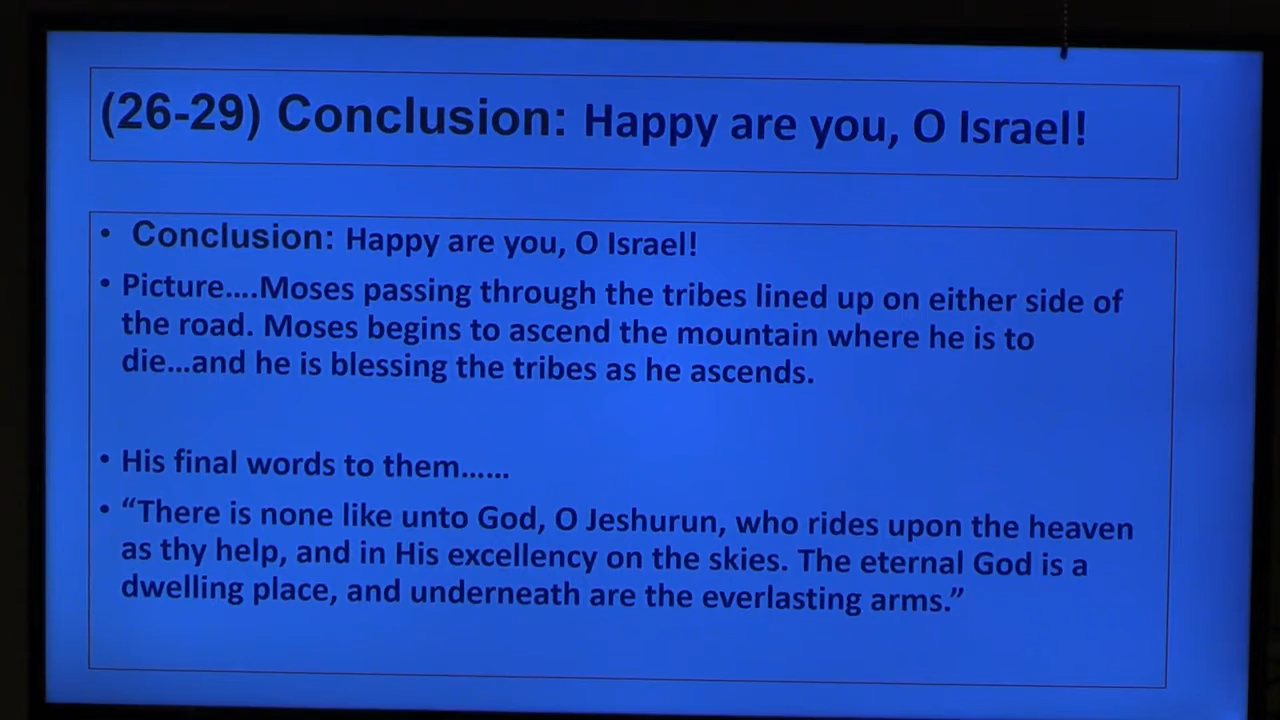 (26-29) Conclusion: Happy are you, O Israel!
• Conclusion: Happy are you, O Israel!
• Picture....Moses passing through the tribes lined up on either side of
the road. Moses begins to ascend the mountain where he is to
die...and he is blessing the tribes as he ascends.
• His final words to them......
• “There is none like unto God, O Jeshurun, who rides upon the heaven
as thy help, and in His excellency on the skies. The eternal God is a
dwelling place, and underneath are the everlasting arms.”